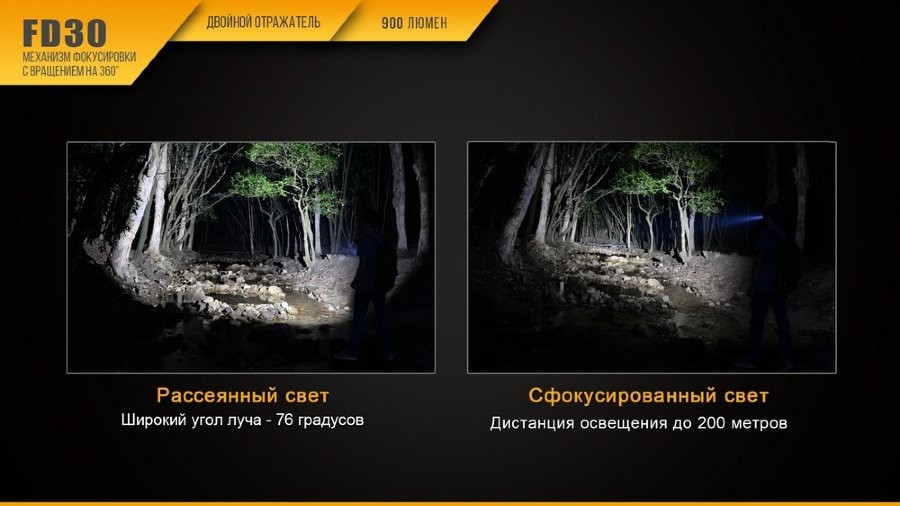 FD30
МЕХАНИЗМ ФОКУСИРОВКИ
С ВРАЩЕНИЕМ НА 360°
ДВОЙНОЙ ОТРАЖАТЕЛЬ
900 ЛЮМЕН
Рассеянный свет
Широкий угол луча - 76 градусов
Сфокусированный свет
Дистанция освещения до 200 метров